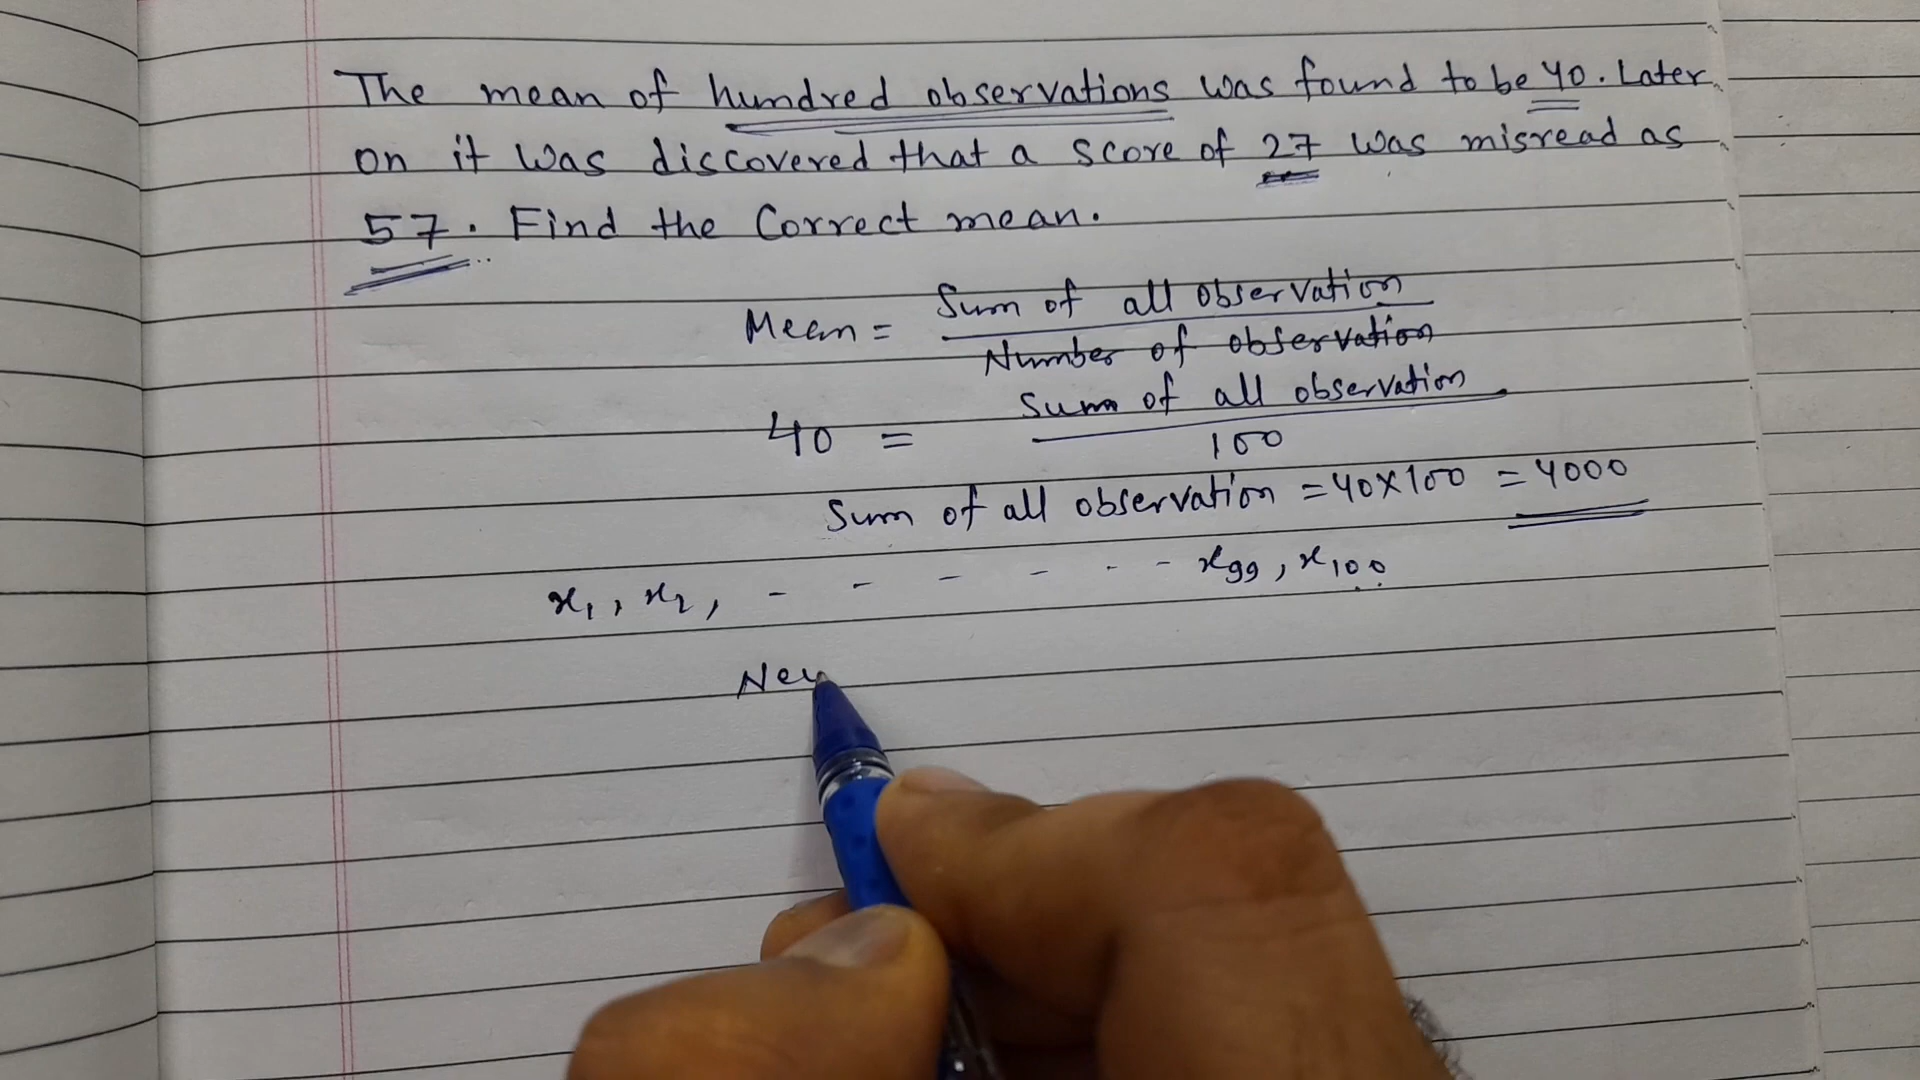 The mean of hundred observations was found to be 40. Later
on it was discovered that a score of 27 was misread as
57. Find the Correct mean.
Mean = Sum of all observation
Number of observation
40 = Sum of all observation
100
Sum of all observation = 40×100 = 4000
x1, x2, - - - - - - x99, x100